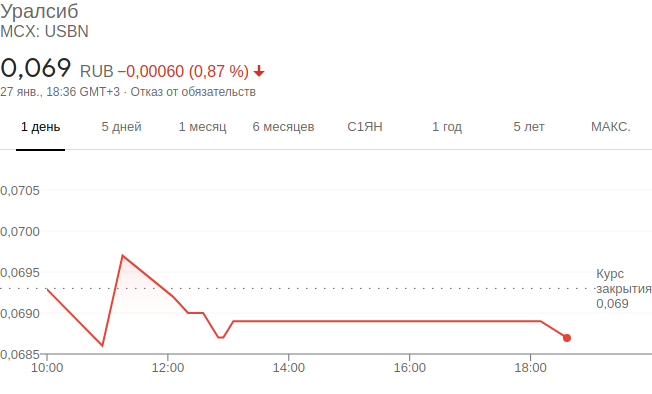 Уралсиб
MCX: USBN
0,069 RUB −0,00060 (0,87 %)
27 янв., 18:36 GMT+3 · Отказ от обязательств
1 день 5 дней 1 месяц 6 месяцев С1ЯН 1 год 5 лет МАКС.
0,0705
0,0700
0,0695
Курс
закрытия
0,069
0,0690
0,0685
10:00 12:00 14:00 16:00 18:00